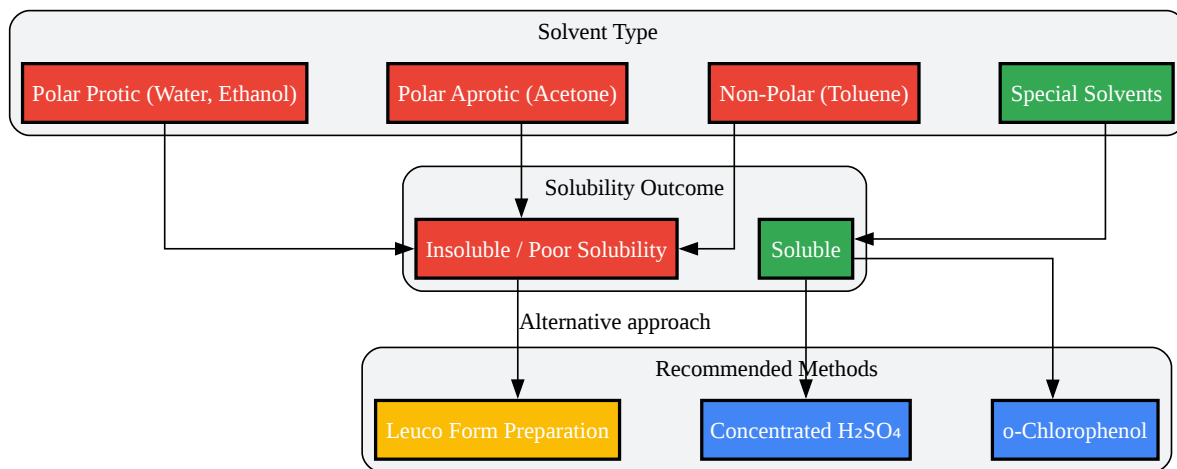 Solvent Type
Polar Protic (Water, Ethanol)
Polar Aprotic (Acetone)
Non-Polar (Toluene)
Special Solvents
Solubility Outcome
Insoluble / Poor Solubility
Soluble
Alternative approach
Recommended Methods
Leuco Form Preparation
Concentrated H₂SO₄
o-Chlorophenol